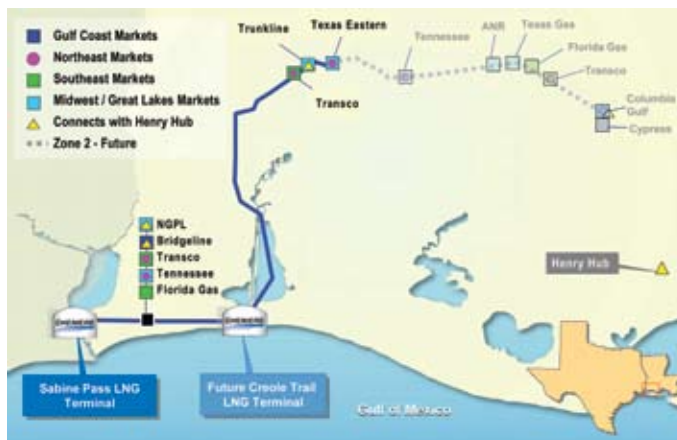 Gulf Coast Markets
Northeast Markets
Southeast Markets
Midwest / Great Lakes Markets
Connects with Henry Hub
Zone 2 - Future
Trunkline
Texas Eastern
Transco
Tennessee
ANR
Texas Gas
Florida Gas
Transco
Columbia
Gulf
Cypress
NGPL
Bridgeline
Transco
Tennessee
Florida Gas
Henry Hub
CHENIERE
CHENIERE
Sabine Pass LNG
Terminal
Future Creole Trail
LNG Terminal
Gulf of Mexico